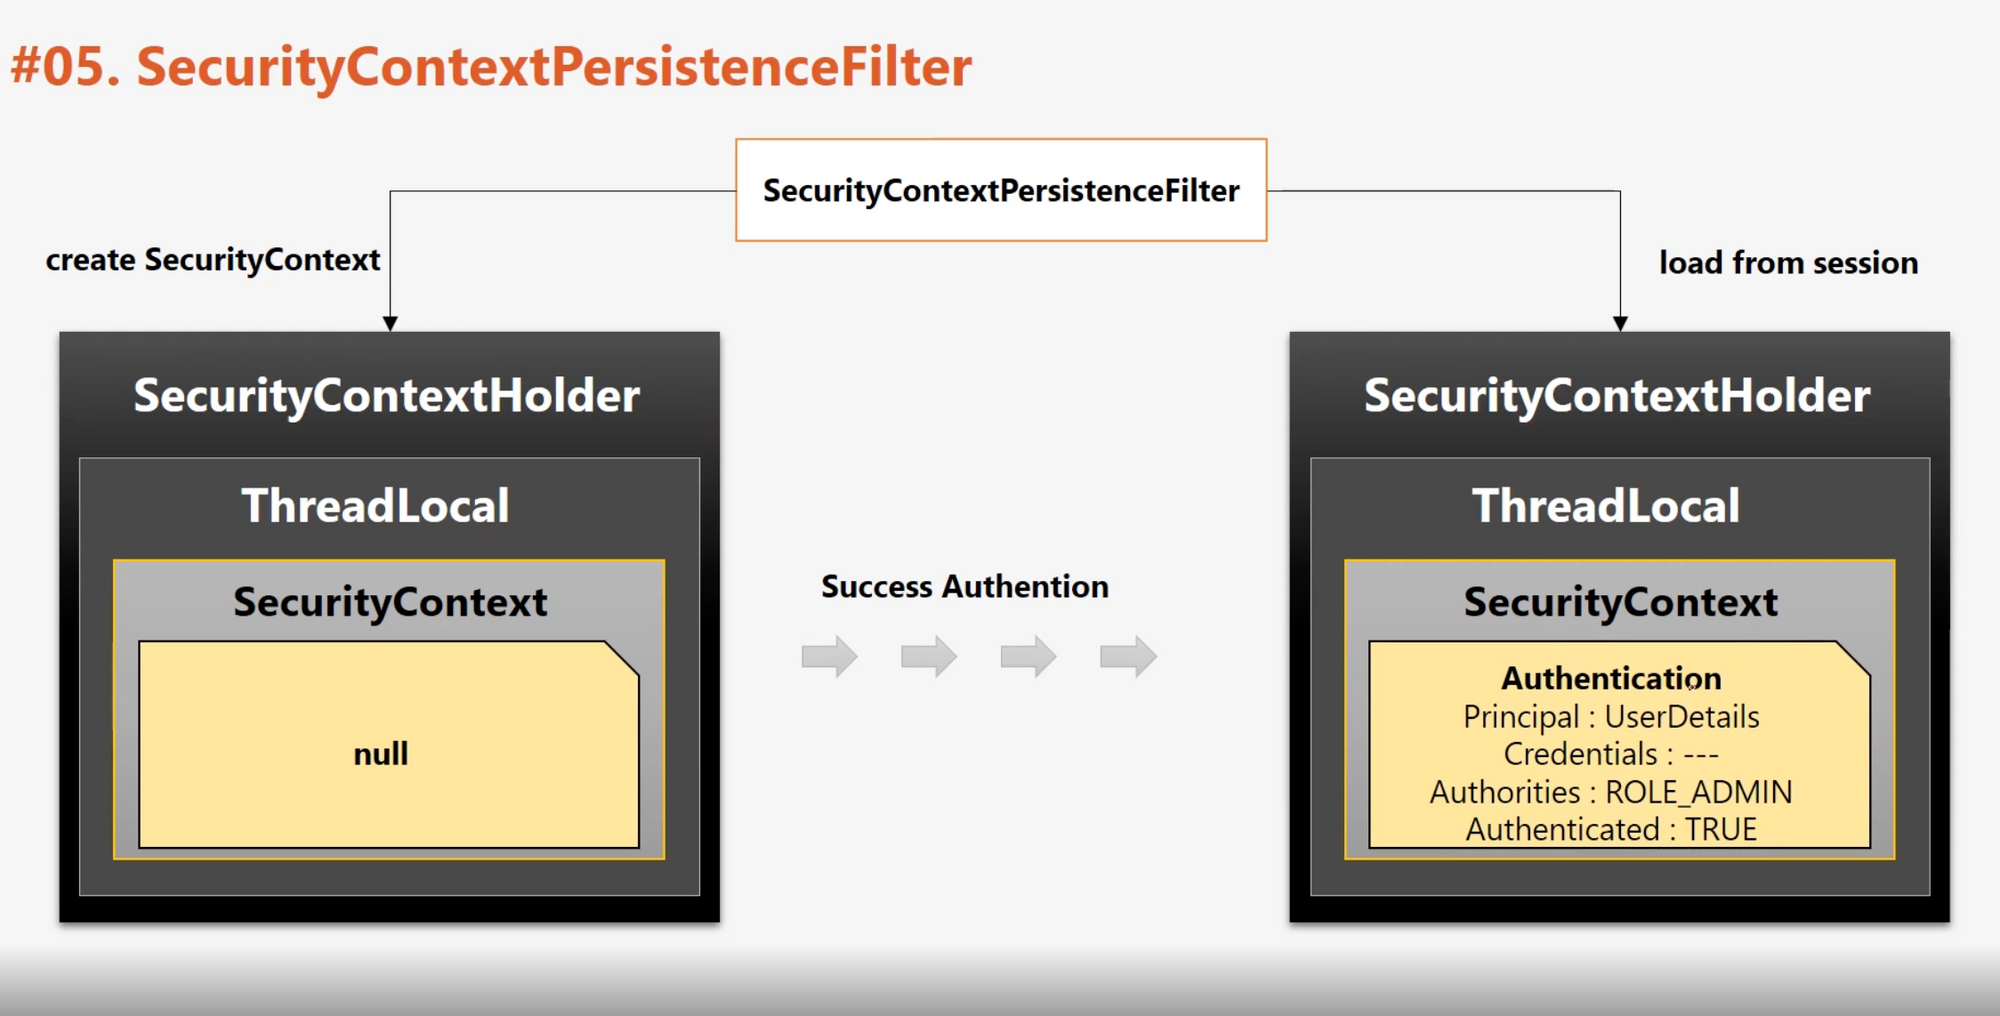 #05. SecurityContextPersistenceFilter
SecurityContextPersistenceFilter
create SecurityContext
load from session
SecurityContextHolder
ThreadLocal
SecurityContext
null
Success Authention
SecurityContextHolder
ThreadLocal
SecurityContext
Authentication
Principal : UserDetails
Credentials : ---
Authorities : ROLE_ADMIN
Authenticated : TRUE